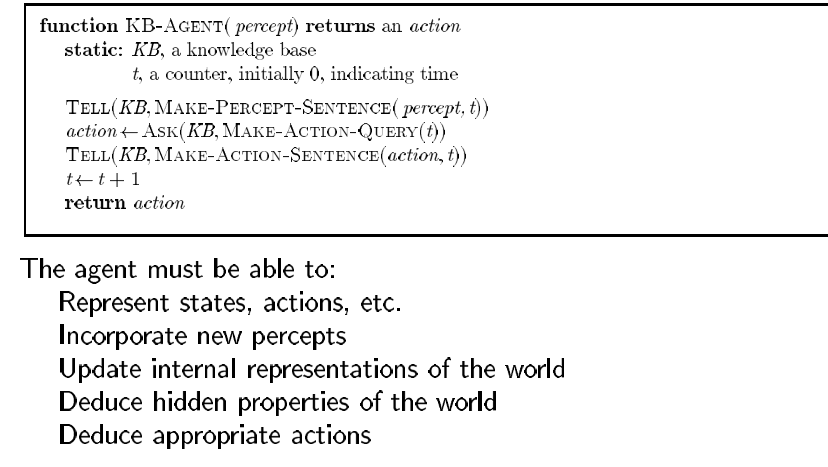 function KB-AGENT( percept) returns an action
static: KB, a knowledge base
t, a counter, initially 0, indicating time
TELL(KB, MAKE-PERCEPT-SENTENCE( percept, t))
action ← ASK(KB, MAKE-ACTION-QUERY(t))
TELL(KB, MAKE-ACTION-SENTENCE(action, t))
t ← t + 1
return action
The agent must be able to:
Represent states, actions, etc.
Incorporate new percepts
Update internal representations of the world
Deduce hidden properties of the world
Deduce appropriate actions